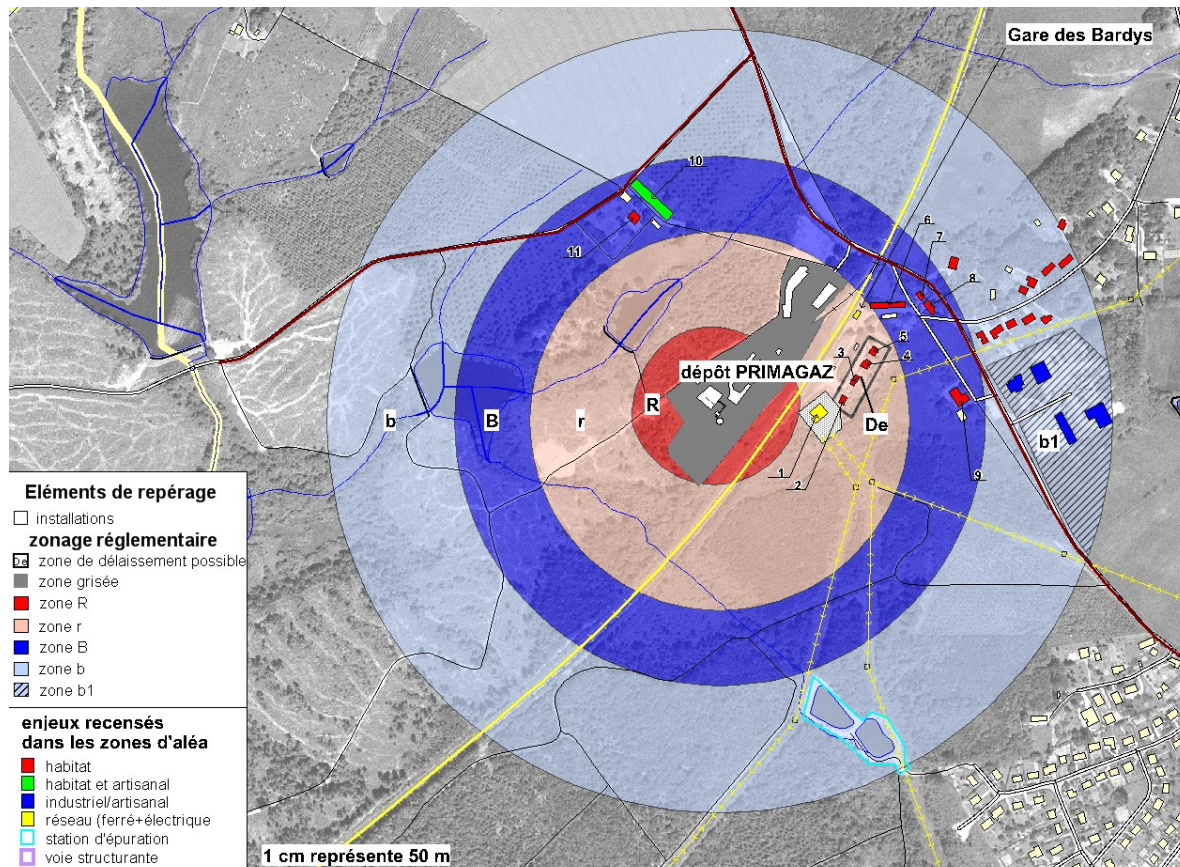 Gare des Bardys
10
11
6
7
8
5
3
4
dépôt PRIMAGAZ
b
B
r
R
De
b1
1
2
9
Eléments de repérage
installations
zonage réglementaire
De
zone de délaissement possible
zone grisée
zone R
zone r
zone B
zone b
zone b1
enjeux recensés
dans les zones d'aléa
habitat
habitat et artisanal
industriel/artisanal
réseau (ferré+électrique
station d'épuration
voie structurante
1 cm représente 50 m